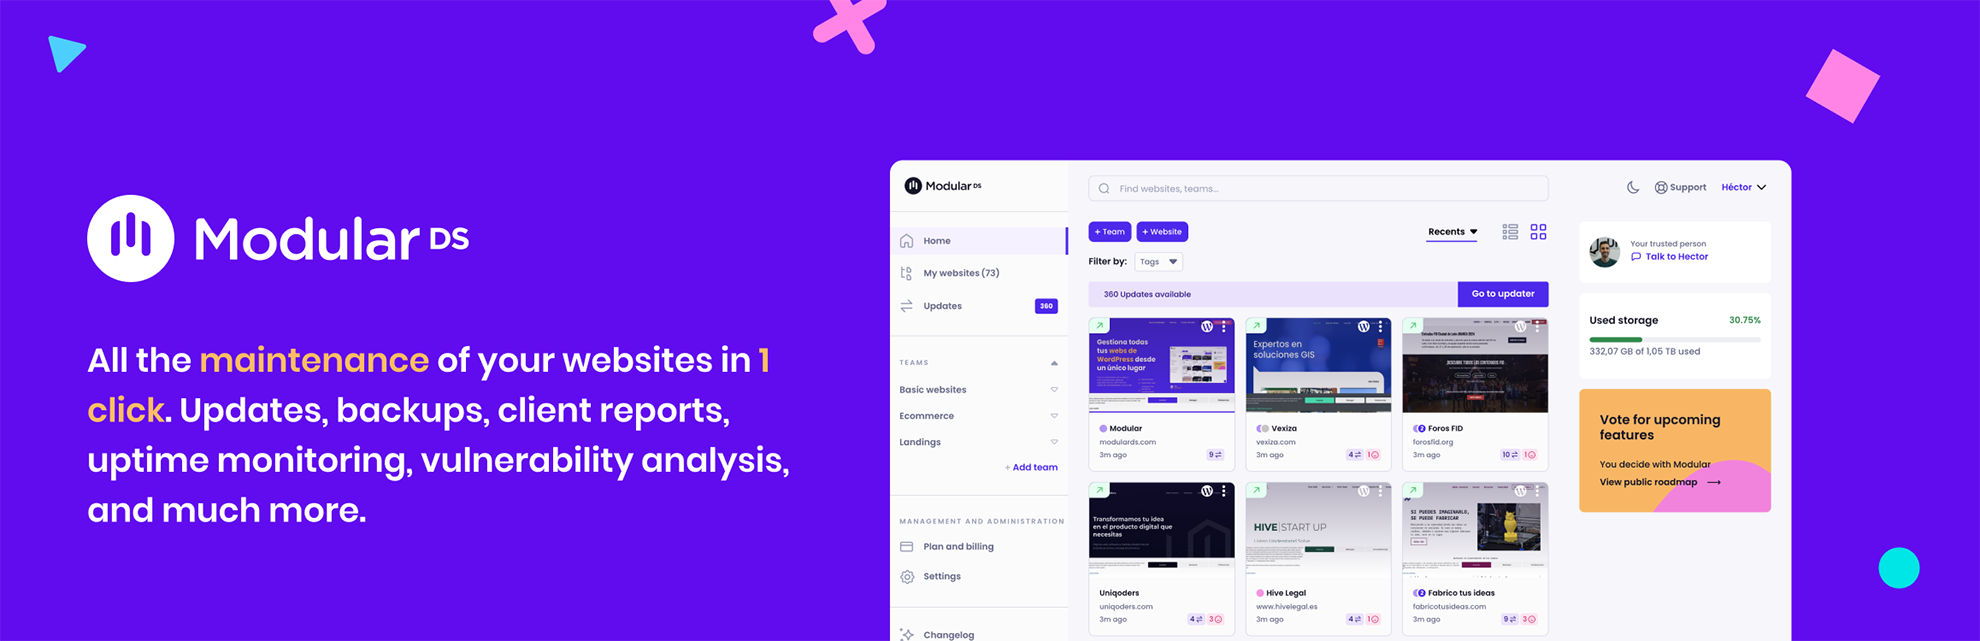 Modular DS
All the maintenance of your websites in 1
click. Updates, backups, client reports,
uptime monitoring, vulnerability analysis,
and much more.
Modular DS
Home
My websites (73)
Updates
360
TEAMS
Basic websites
Ecommerce
Landings
+ Add team
MANAGEMENT AND ADMINISTRATION
Plan and billing
Settings
Changelog
Find websites, teams...
Support
Héctor
+ Team
+ Website
Recents
Filter by:
Tags
360 Updates available
Go to updater
Gestiona todas
tus webs de
WordPress desde
un único lugar
Modular
modulards.com
3m ago
9
Expertos en
soluciones GIS
Vexiza
vexiza.com
3m ago
4
1
2
Foros FID
forosfid.org
3m ago
10
1
Transformamos tu idea
en el producto digital que
necesitas
Uniqoders
uniqoders.com
3m ago
4
3
HIVE|START UP
Hive Legal
www.hivelegal.es
3m ago
4
1
SI PUEDES IMAGINARLO,
SE PUEDE FABRICAR
2
Fabrico tus ideas
fabricotusideas.com
3m ago
9
3
Your trusted person
Talk to Hector
Used storage
30.75%
332,07 GB of 1,05 TB used
Vote for upcoming
features
You decide with Modular
View public roadmap